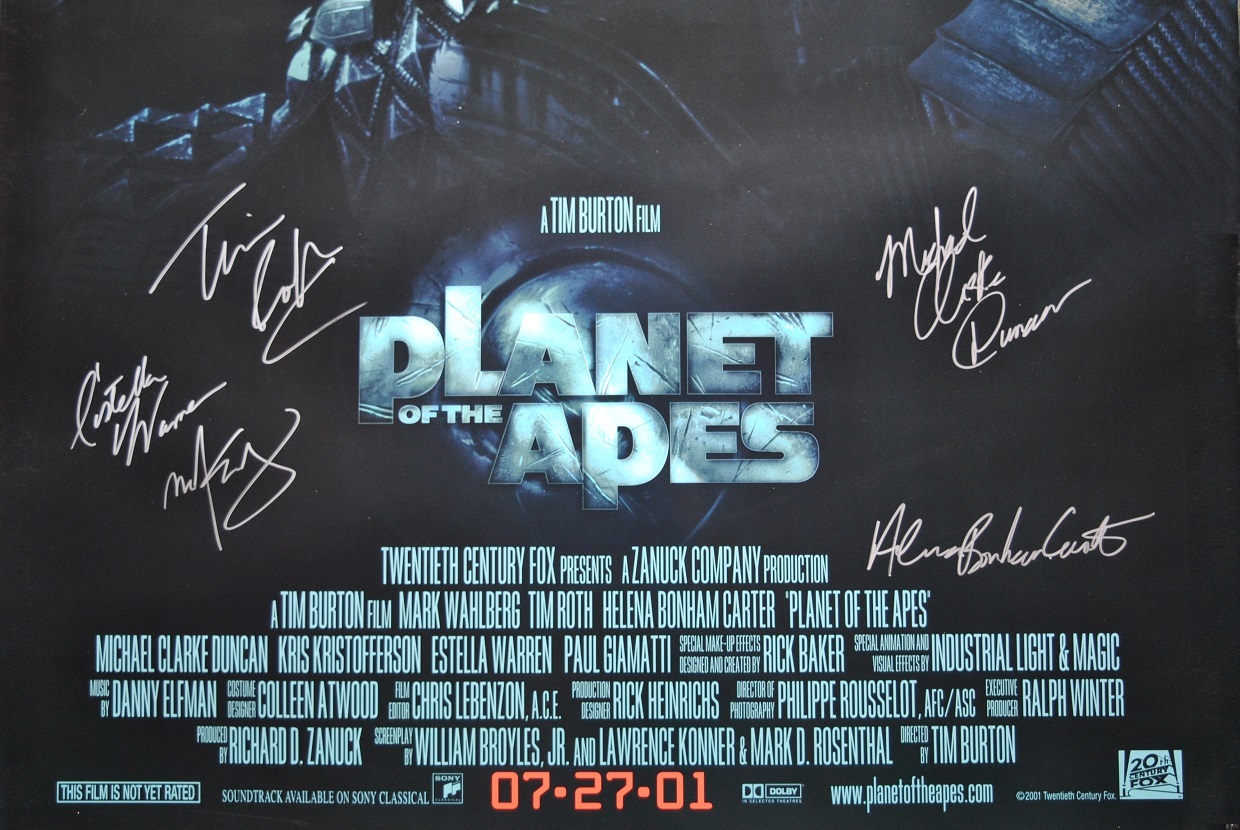 A TIM BURTON FILM
Tim Roth
Michael Clarke Duncan
PLANET
OF THE APES
Estella Warren
Helena Bonham Carter
TWENTIETH CENTURY FOX PRESENTS A ZANUCK COMPANY PRODUCTION
A TIM BURTON FILM MARK WAHLBERG TIM ROTH HELENA BONHAM CARTER 'PLANET OF THE APES'
MICHAEL CLARKE DUNCAN KRIS KRISTOFFERSON ESTELLA WARREN PAUL GIAMATTI SPECIAL MAKE-UP EFFECTS DESIGNED AND CREATED BY RICK BAKER SPECIAL ANIMATION AND VISUAL EFFECTS BY INDUSTRIAL LIGHT & MAGIC
MUSIC BY DANNY ELFMAN COSTUME DESIGNER COLLEEN ATWOOD FILM EDITOR CHRIS LEBENZON, A.C.E. PRODUCTION DESIGNER RICK HEINRICHS DIRECTOR OF PHOTOGRAPHY PHILIPPE ROUSSELOT, AFC/ASC EXECUTIVE PRODUCER RALPH WINTER
PRODUCED BY RICHARD D. ZANUCK SCREENPLAY BY WILLIAM BROYLES, JR. AND LAWRENCE KONNER & MARK D. ROSENTHAL DIRECTED BY TIM BURTON
THIS FILM IS NOT YET RATED SOUNDTRACK AVAILABLE ON SONY CLASSICAL SONY CLASSICAL 07·27·01 DOLBY IN SELECTED THEATRES www.planetoftheapes.com ©2001 Twentieth Century Fox. 20th CENTURY FOX